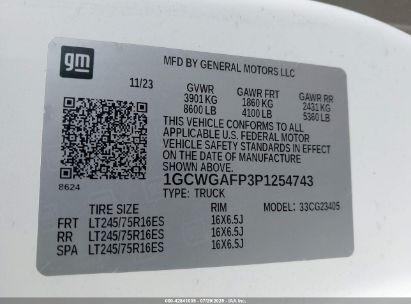 gm
MFD BY GENERAL MOTORS LLC
11/23
GVWR GAWR FRT GAWR RR
3901 KG 1860 KG 2431 KG
8600 LB 4100 LB 5360 LB
THIS VEHICLE CONFORMS TO ALL
APPLICABLE U.S. FEDERAL MOTOR
VEHICLE SAFETY STANDARDS IN EFFECT
ON THE DATE OF MANUFACTURE SHOWN ABOVE.
8624
1GCWGAFP3P1254743
TYPE: TRUCK MODEL: 33CG23405
TIRE SIZE RIM
FRT LT245/75R16ES 16X6.5J
RR LT245/75R16ES 16X6.5J
SPA LT245/75R16ES 16X6.5J